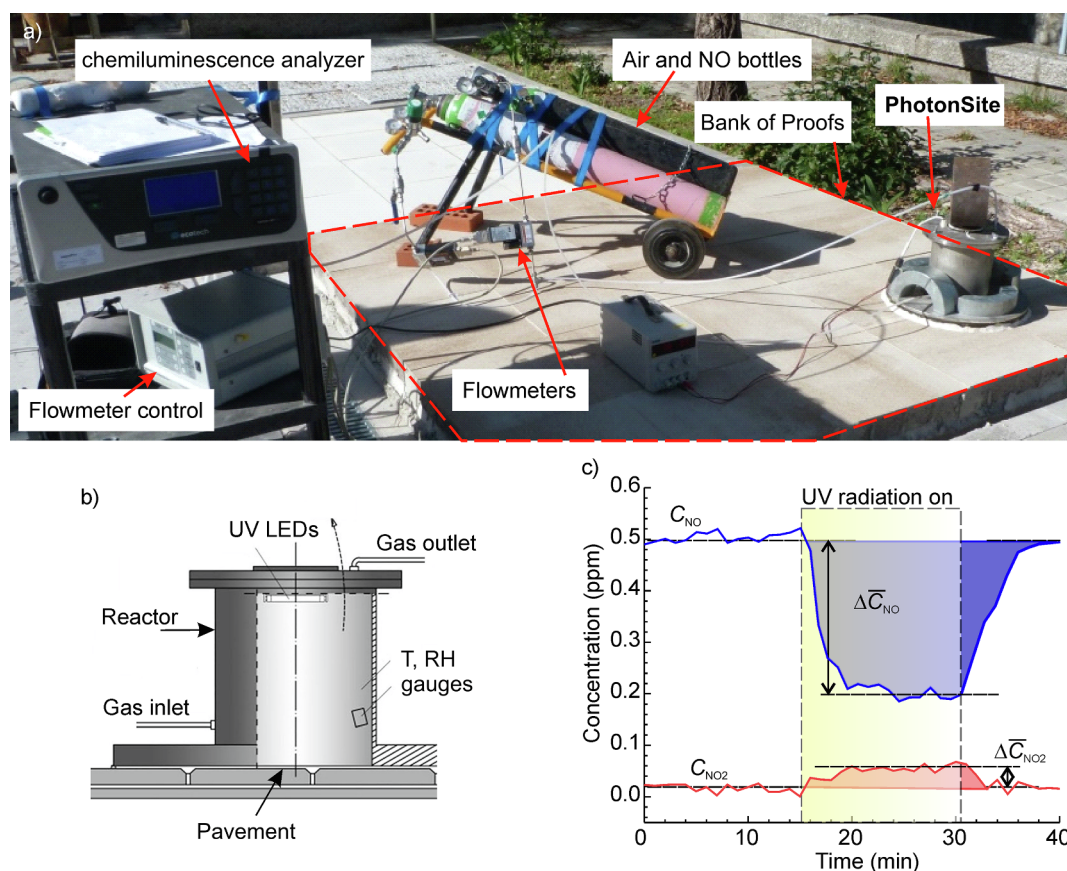 a)
chemiluminescence analyzer
Air and NO bottles
Bank of Proofs
PhotonSite
ecotech
Flowmeters
Flowmeter control
b)
UV LEDs
Gas outlet
Reactor
T, RH
gauges
Gas inlet
Pavement
c)
UV radiation on
0.6
0.5
0.4
0.3
0.2
0.1
0.0
Concentration (ppm)
C_NO
ΔC̅_NO
C_NO2
ΔC̅_NO2
0 10 20 30 40
Time (min)